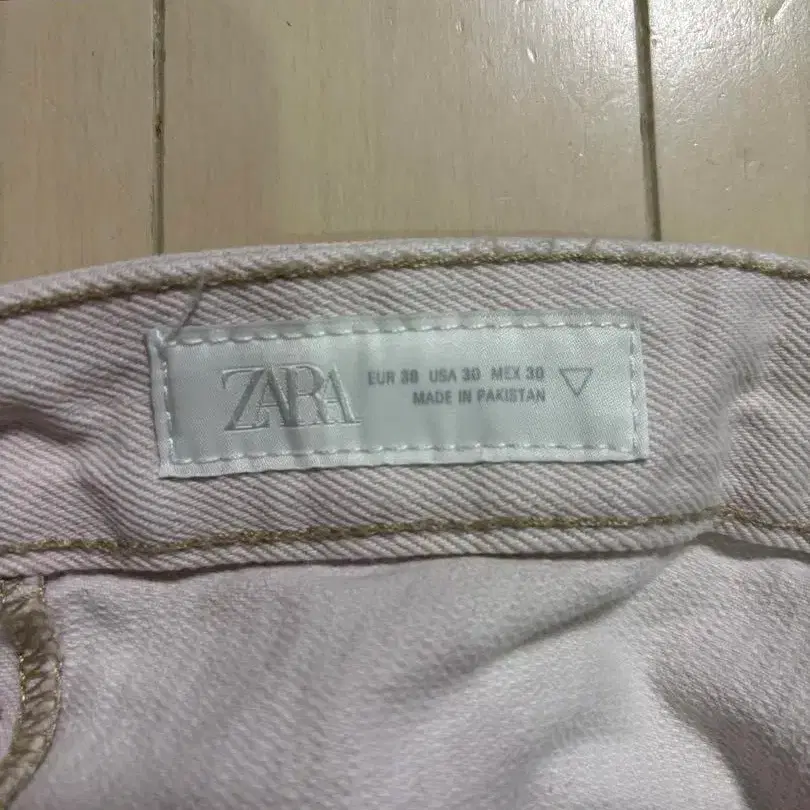 ZARA
EUR 38 USA 30 MEX 30
MADE IN PAKISTAN